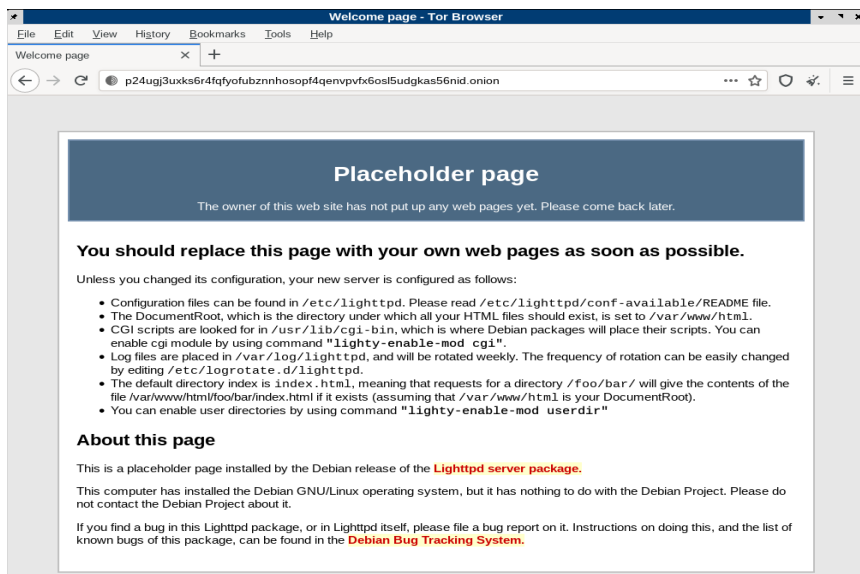 Welcome page - Tor Browser
File Edit View History Bookmarks Tools Help
Welcome page
p24ugj3uxks6r4fqfyofubznnhosopf4qenvpvfx6osl5udgkas56nid.onion
Placeholder page
The owner of this web site has not put up any web pages yet. Please come back later.
You should replace this page with your own web pages as soon as possible.
Unless you changed its configuration, your new server is configured as follows:
• Configuration files can be found in /etc/lighttpd. Please read /etc/lighttpd/conf-available/README file.
• The DocumentRoot, which is the directory under which all your HTML files should exist, is set to /var/www/html.
• CGI scripts are looked for in /usr/lib/cgi-bin, which is where Debian packages will place their scripts. You can
enable cgi module by using command "lighty-enable-mod cgi".
• Log files are placed in /var/log/lighttpd, and will be rotated weekly. The frequency of rotation can be easily changed
by editing /etc/logrotate.d/lighttpd.
• The default directory index is index.html, meaning that requests for a directory /foo/bar/ will give the contents of the
file /var/www/html/foo/bar/index.html if it exists (assuming that /var/www/html is your DocumentRoot).
• You can enable user directories by using command "lighty-enable-mod userdir"
About this page
This is a placeholder page installed by the Debian release of the Lighttpd server package.
This computer has installed the Debian GNU/Linux operating system, but it has nothing to do with the Debian Project. Please do
not contact the Debian Project about it.
If you find a bug in this Lighttpd package, or in Lighttpd itself, please file a bug report on it. Instructions on doing this, and the list of
known bugs of this package, can be found in the Debian Bug Tracking System.